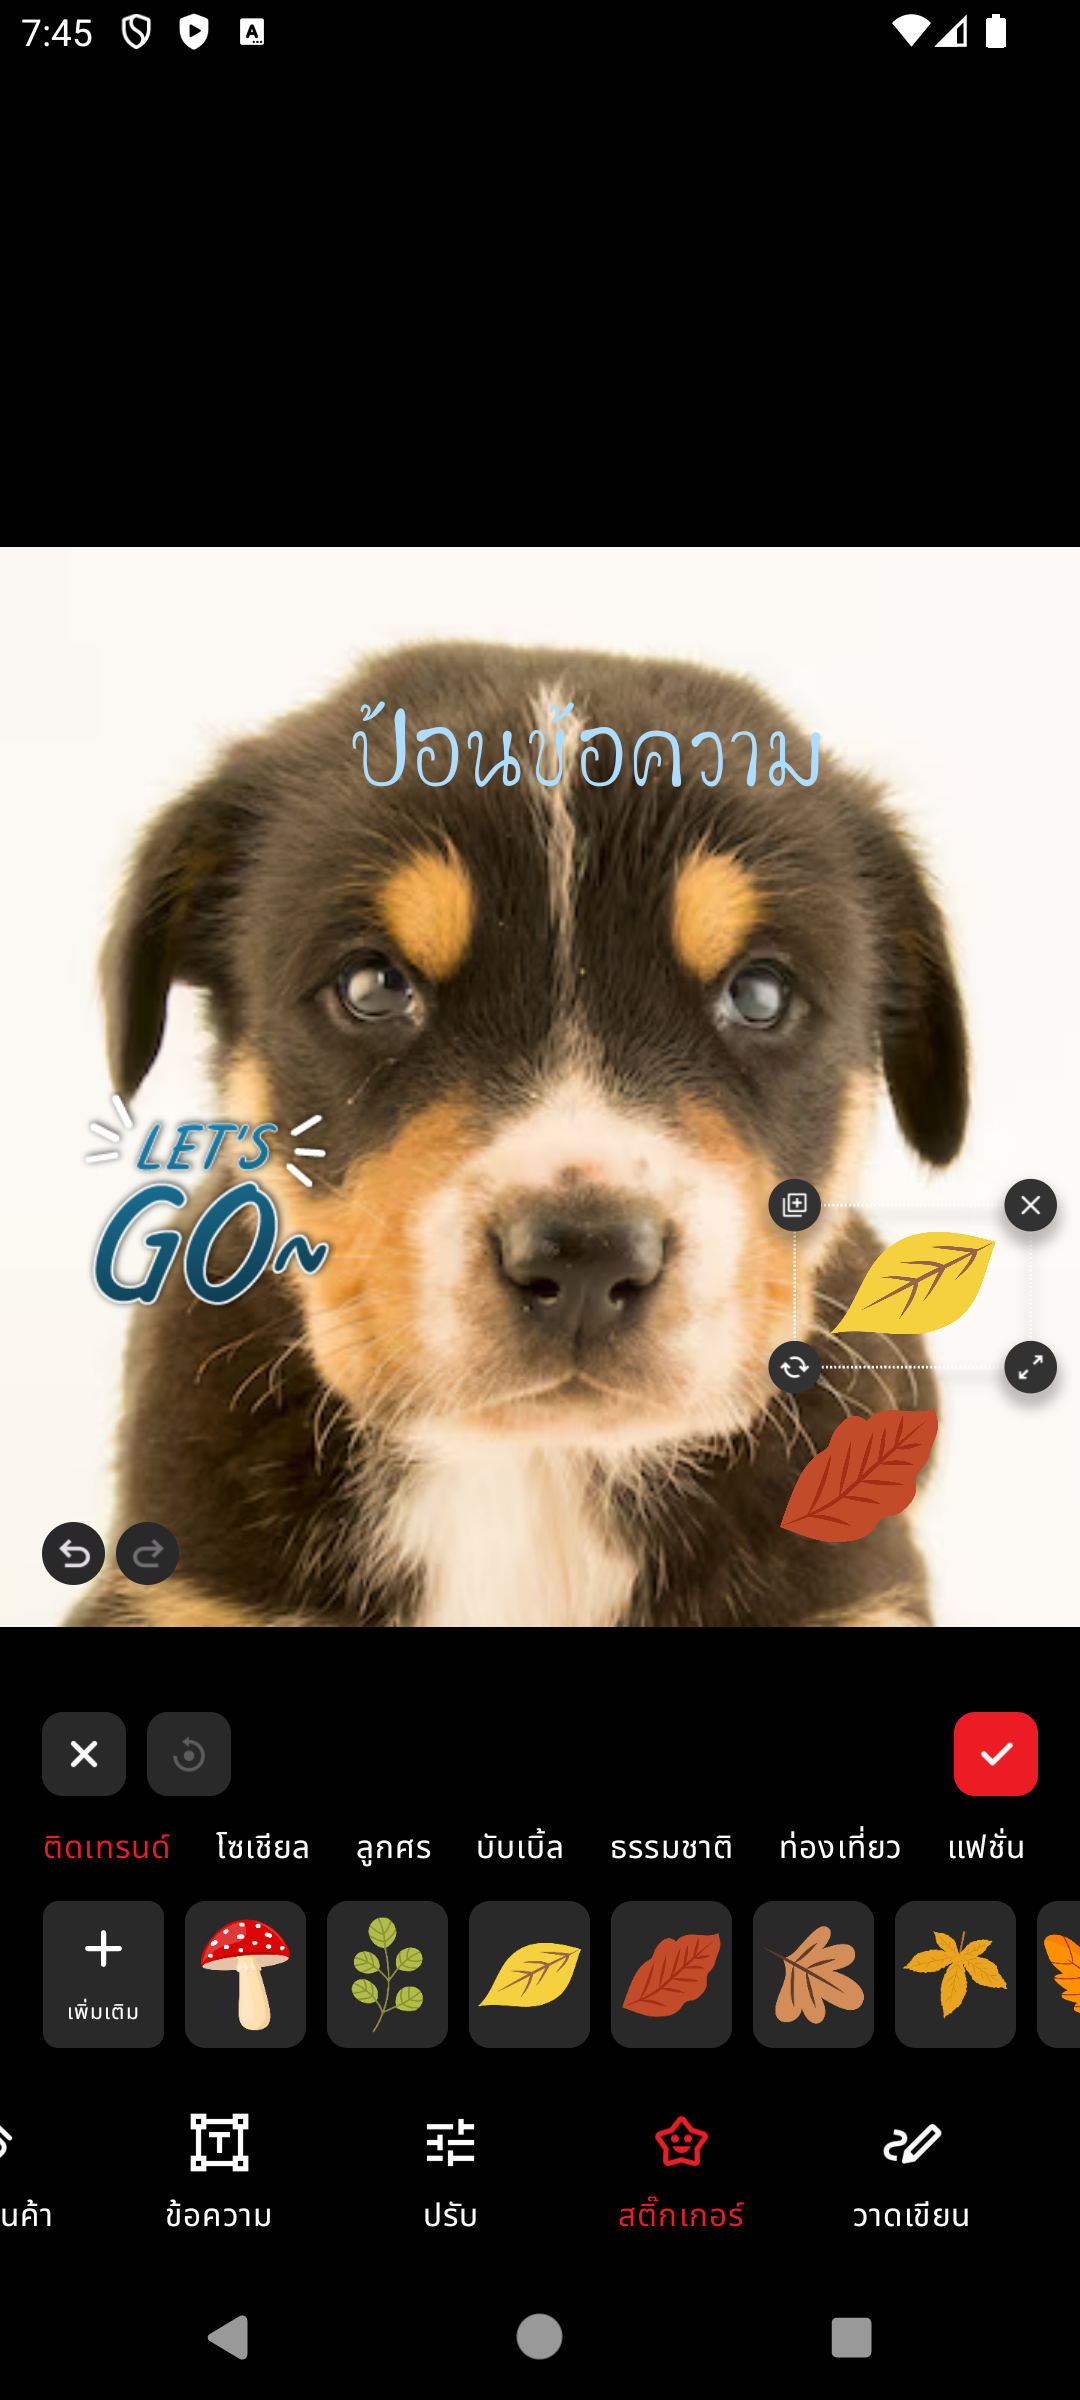 7:45
ป้อนข้อความ
LET'S
GO
ติดเทรนด์ โซเชียล ลูกศร บับเบิ้ล ธรรมชาติ ท่องเที่ยว แฟชั่น
เพิ่มเติม
นค้า ข้อความ ปรับ สติ๊กเกอร์ วาดเขียน